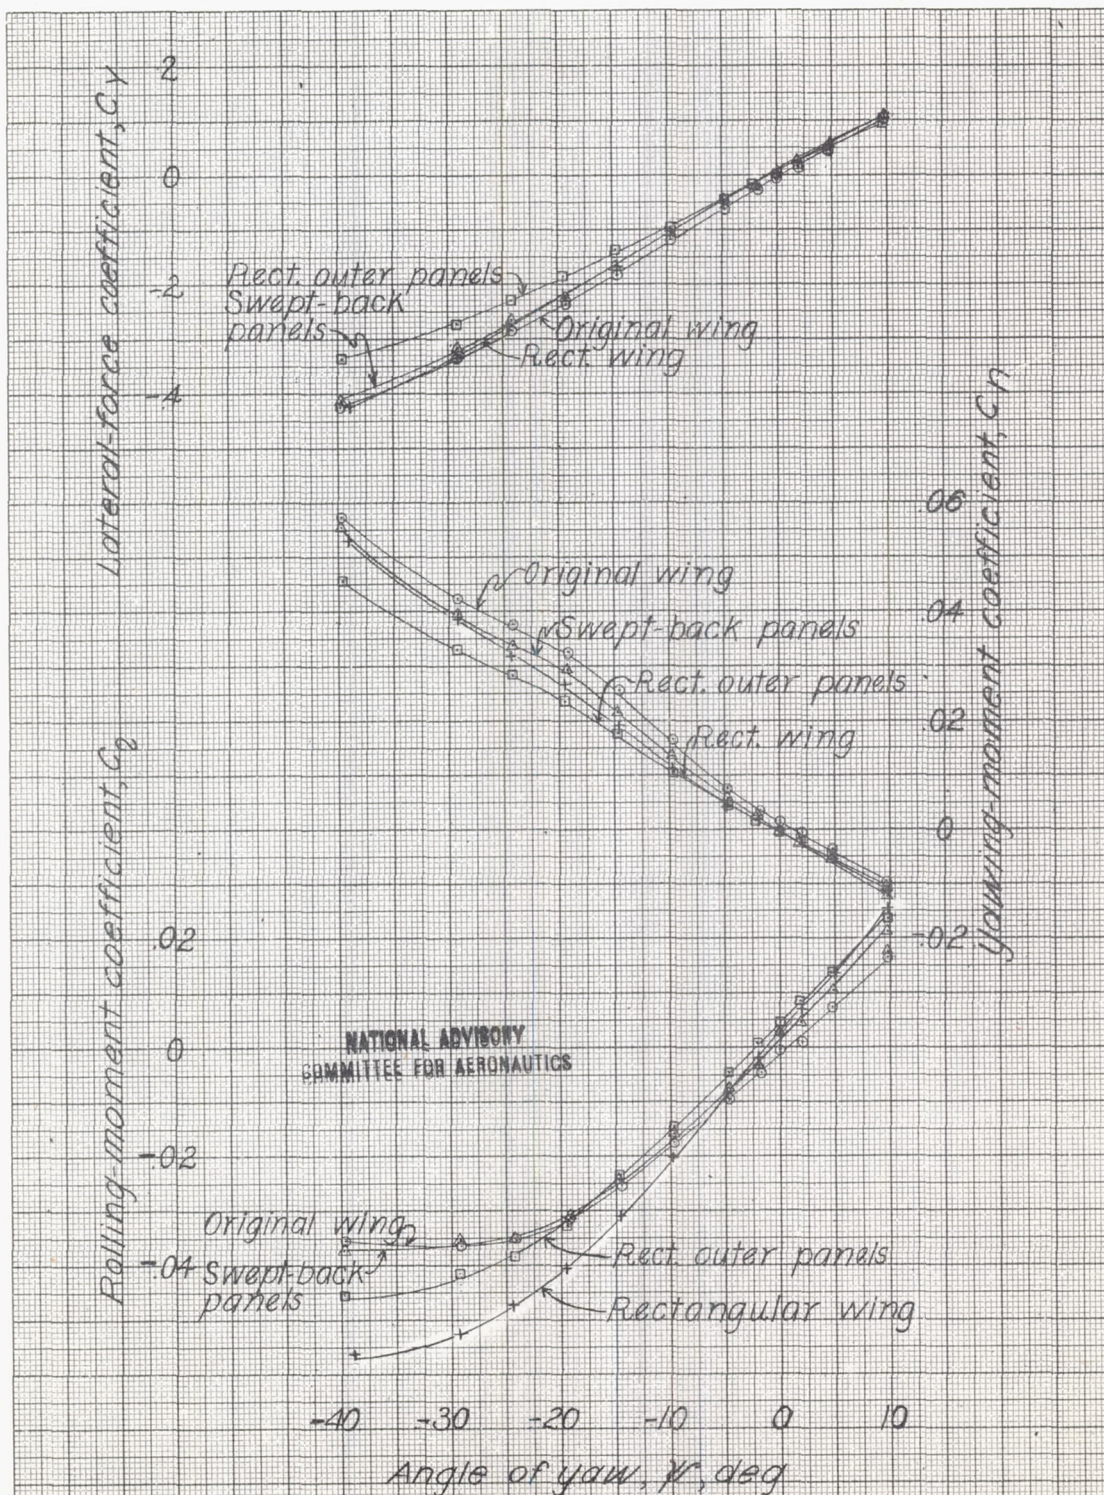 Lateral-force coefficient, Cy
.2
0
-.2
-.4
Rect. outer panels
Swept-back
panels
Original wing
Rect. wing
Yawing-moment coefficient, Cn
.06
.04
.02
0
-.02
Original wing
Swept-back panels
Rect. outer panels
Rect. wing
Rolling-moment coefficient, Cl
.02
0
-.02
-.04
NATIONAL ADVISORY
COMMITTEE FOR AERONAUTICS
Original wing
Swept-back
panels
Rect. outer panels
Rectangular wing
-40 -30 -20 -10 0 10
Angle of yaw, ψ, deg